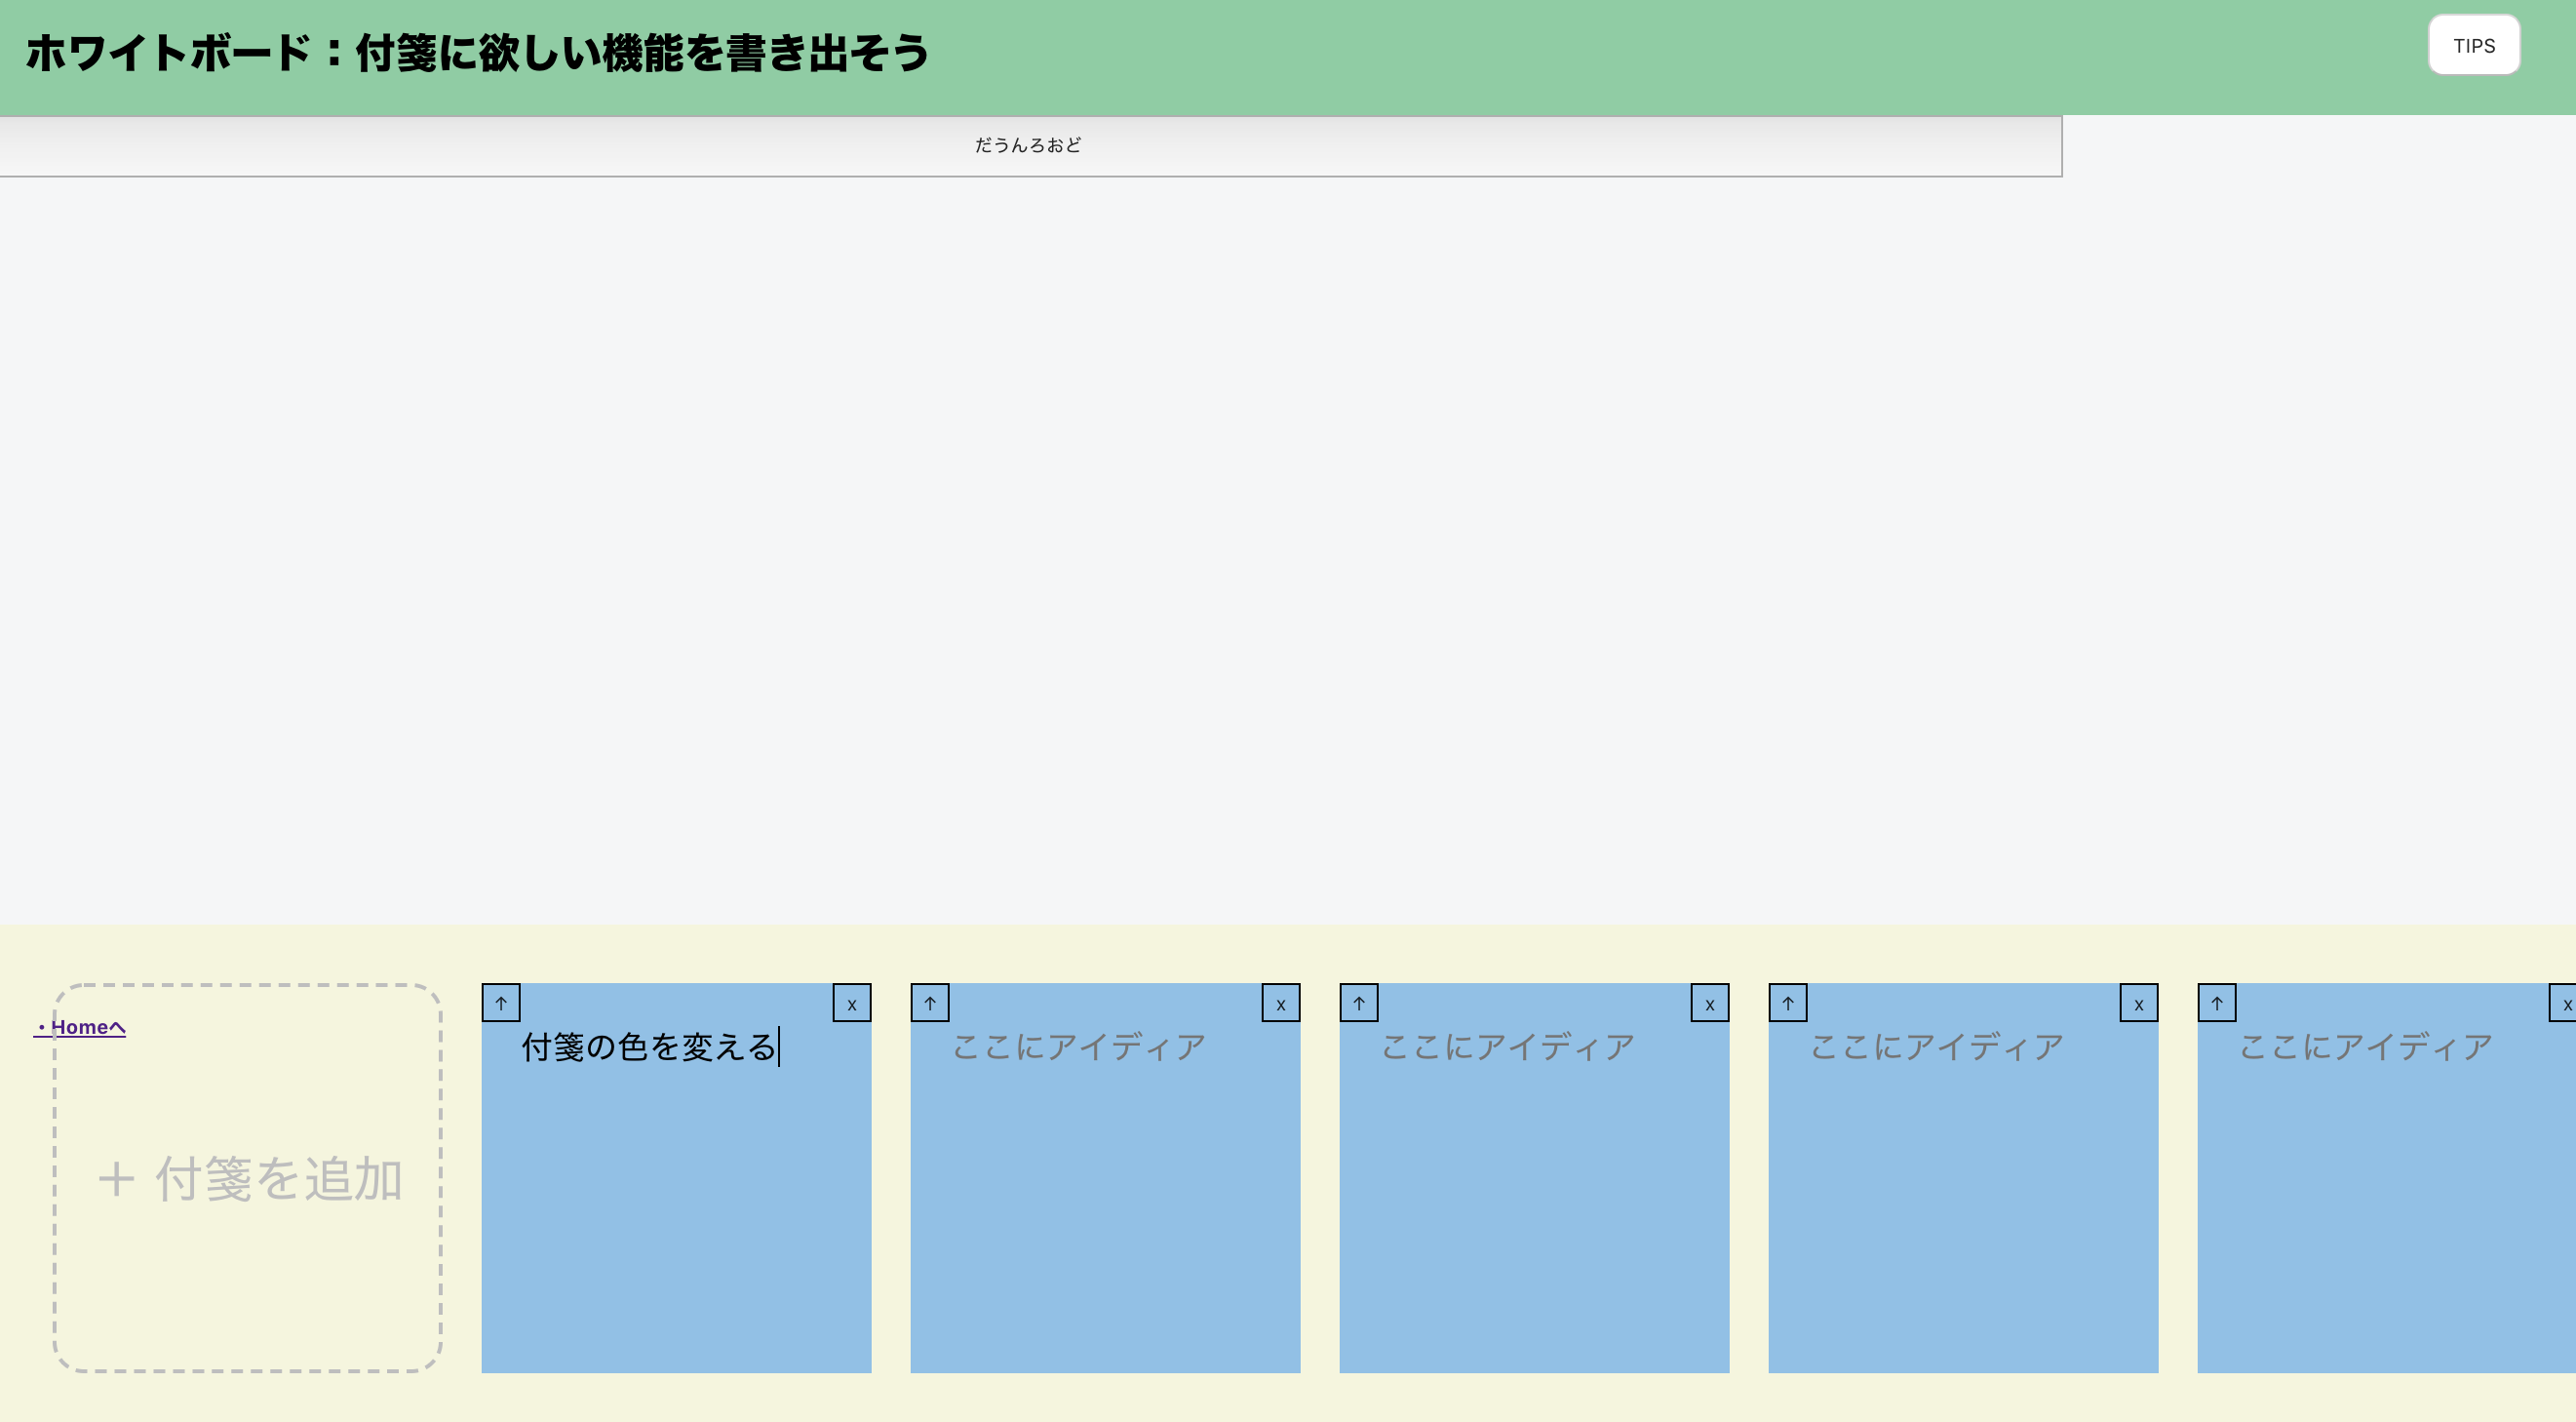 ホワイトボード：付箋に欲しい機能を書き出そう
TIPS
だうんろおど
・Homeへ
＋ 付箋を追加
↑ x
付箋の色を変える
↑ x
ここにアイディア
↑ x
ここにアイディア
↑ x
ここにアイディア
↑ x
ここにアイディア